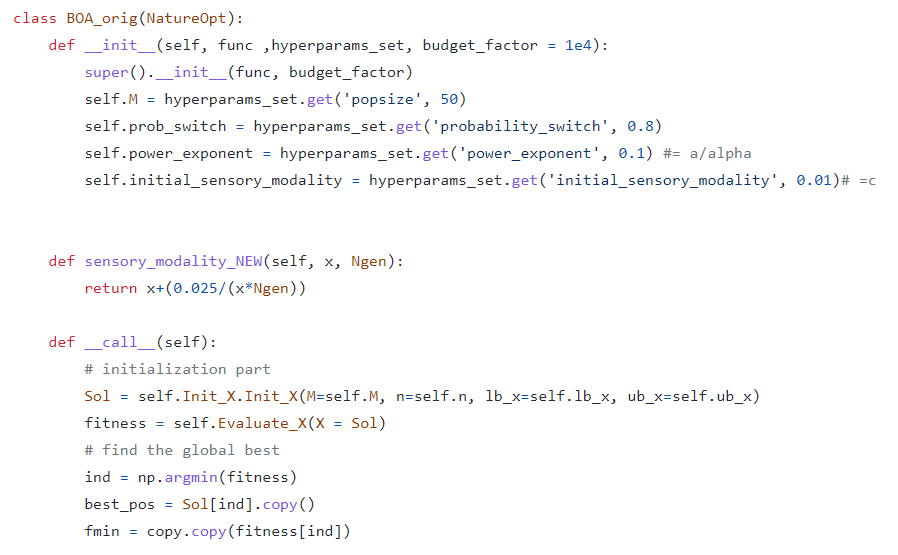 class BOA_orig(NatureOpt):
    def __init__(self, func ,hyperparams_set, budget_factor = 1e4):
        super().__init__(func, budget_factor)
        self.M = hyperparams_set.get('popsize', 50)
        self.prob_switch = hyperparams_set.get('probability_switch', 0.8)
        self.power_exponent = hyperparams_set.get('power_exponent', 0.1) #= a/alpha
        self.initial_sensory_modality = hyperparams_set.get('initial_sensory_modality', 0.01)# =c
    def sensory_modality_NEW(self, x, Ngen):
        return x+(0.025/(x*Ngen))
    def __call__(self):
        # initialization part
        Sol = self.Init_X.Init_X(M=self.M, n=self.n, lb_x=self.lb_x, ub_x=self.ub_x)
        fitness = self.Evaluate_X(X = Sol)
        # find the global best
        ind = np.argmin(fitness)
        best_pos = Sol[ind].copy()
        fmin = copy.copy(fitness[ind])